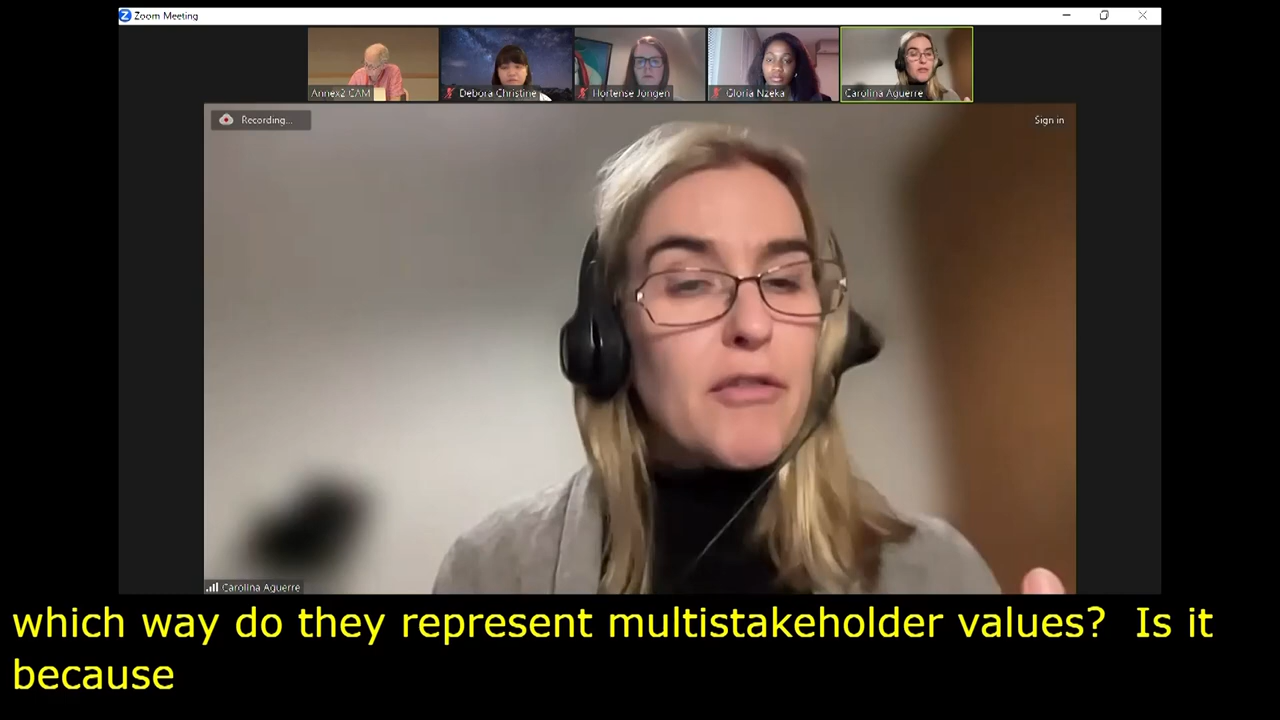 Zoom Meeting
Annex2 CAM
Debora Christine
Hortense Jongen
Gloria Nzeka
Carolina Aguerre
Recording...
Sign in
Carolina Aguerre
which way do they represent multistakeholder values?  Is it
because